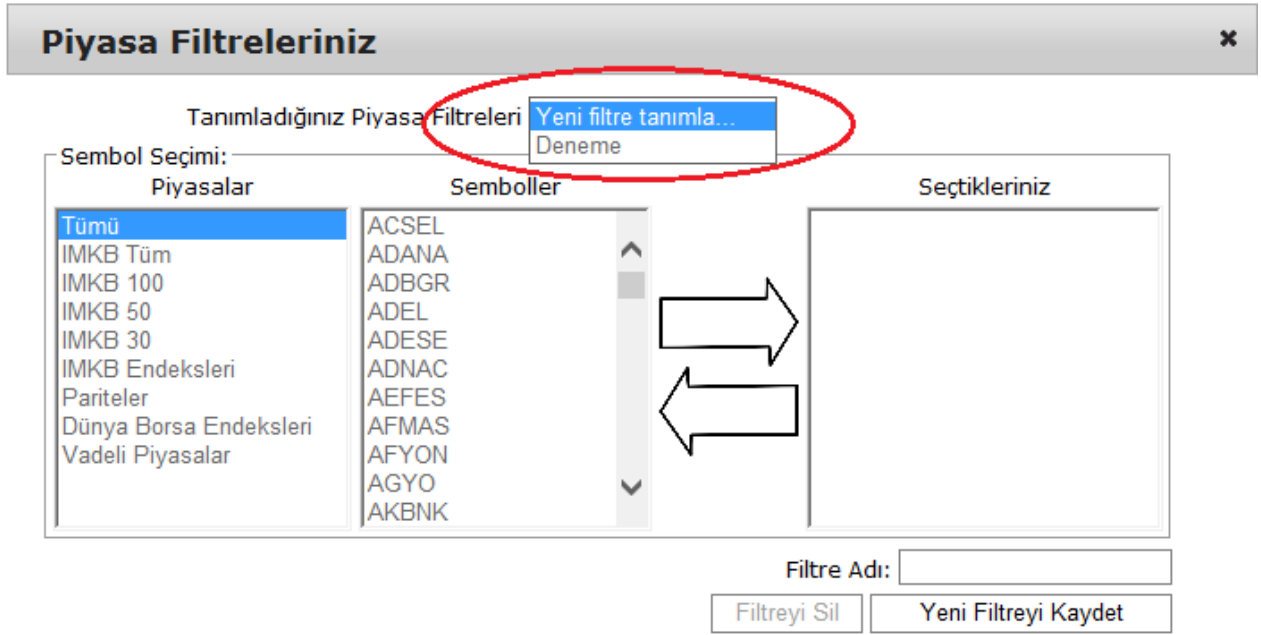 Piyasa Filtreleriniz
Tanımladığınız Piyasa Filtreleri Yeni filtre tanımla...
Deneme
Sembol Seçimi:
Piyasalar
Tümü
IMKB Tüm
IMKB 100
IMKB 50
IMKB 30
IMKB Endeksleri
Pariteler
Dünya Borsa Endeksleri
Vadeli Piyasalar
Semboller
ACSEL
ADANA
ADBGR
ADEL
ADESE
ADNAC
AEFES
AFMAS
AFYON
AGYO
AKBNK
Seçtikleriniz
Filtre Adı:
Filtreyi Sil
Yeni Filtreyi Kaydet